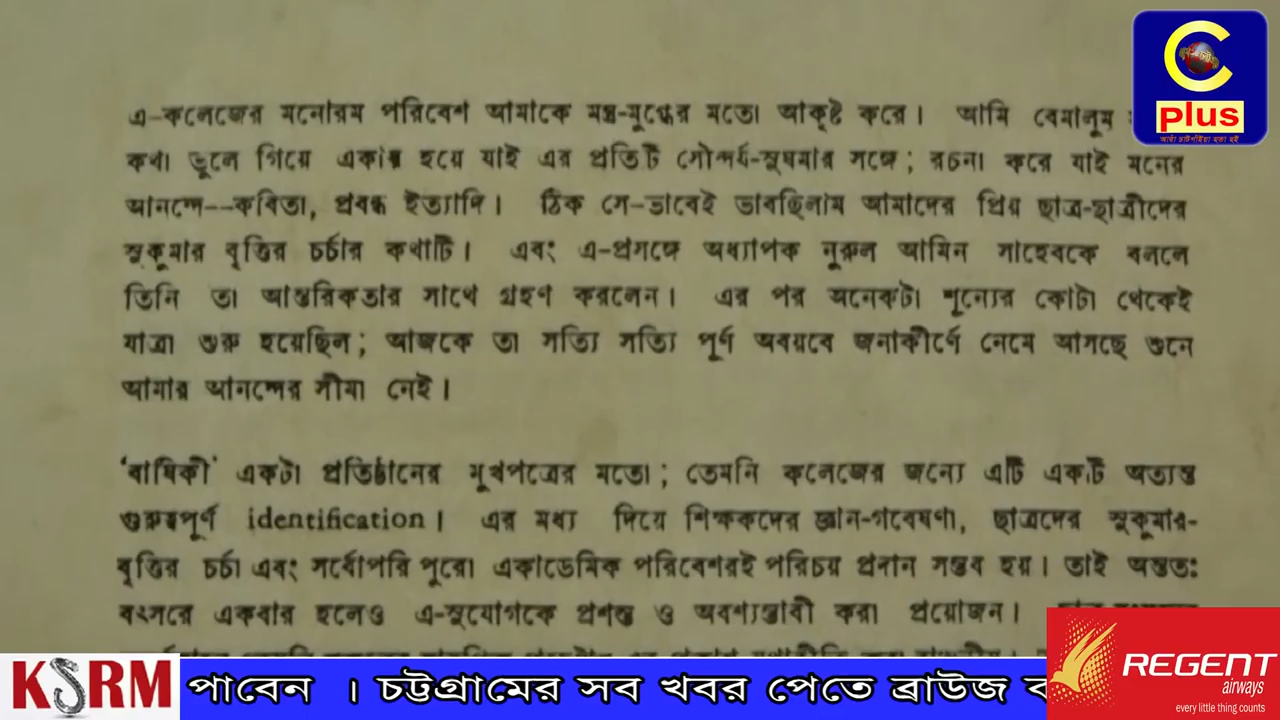 C
plus
এ-কলেজের মনোরম পরিবেশ আমাকে মন্ত্র-মুগ্ধের মতো আকৃষ্ট করে। আমি বেমালুম
কথা ভুলে গিয়ে একাত্ম হয়ে যাই এর প্রতিটি সৌন্দর্য-সুষমার সঙ্গে; রচনা করে যাই মনের
আনন্দে--কবিতা, প্রবন্ধ ইত্যাদি। ঠিক সে-ভাবেই ভাবছিলাম আমাদের প্রিয় ছাত্র-ছাত্রীদের
সুকুমার বৃত্তির চর্চার কথাটি। এবং এ-প্রসঙ্গে অধ্যাপক নুরুল আমিন সাহেবকে বললে
তিনি তা আন্তরিকতার সাথে গ্রহণ করলেন। এর পর অনেকটা শূন্যের কোটা থেকেই
যাত্রা শুরু হয়েছিল; আজকে তা সত্যি সত্যি পূর্ণ অবয়বে জনাকীর্ণে নেমে আসছে শুনে
আমার আনন্দের সীমা নেই।
'বার্ষিকী' একটা প্রতিষ্ঠানের মুখপত্রের মতো; তেমনি কলেজের জন্যে এটি একটি অত্যন্ত
গুরুত্বপূর্ণ identification। এর মধ্য দিয়ে শিক্ষকদের জ্ঞান-গবেষণা, ছাত্রদের সুকুমার-
বৃত্তির চর্চা এবং সর্বোপরি পুরো একাডেমিক পরিবেশরই পরিচয় প্রদান সম্ভব হয়। তাই অন্ততঃ
বৎসরে একবার হলেও এ-সুযোগকে প্রশস্ত ও অবশ্যম্ভাবী করা প্রয়োজন।
KSRM পাবেন । চট্টগ্রামের সব খবর পেতে ব্রাউজ
REGENT
airways
every little thing counts